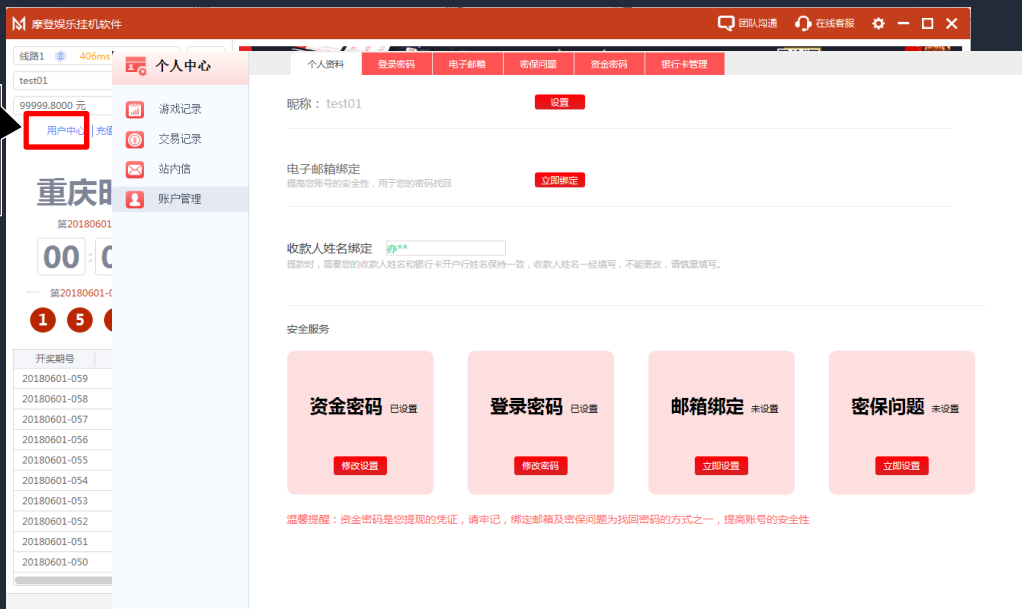 摩登娱乐挂机软件
团队沟通
在线客服
线路1
406ms
test01
99999.8000 元
用户中心
充值
重庆时
第20180601
00 : 0
第20180601-0
1 5
开奖期号
20180601-059
20180601-058
20180601-057
20180601-056
20180601-055
20180601-054
20180601-053
20180601-052
20180601-051
20180601-050
个人中心
游戏记录
交易记录
站内信
账户管理
个人资料 登录密码 电子邮箱 密保问题 资金密码 银行卡管理
昵称： test01 设置
电子邮箱绑定
提高您账号的安全性，用于您的密码找回
立即绑定
收款人姓名绑定 亦**
提款时，需要您的收款人姓名和银行卡开户行姓名保持一致，收款人姓名一经填写，不能更改，请慎重填写。
安全服务
资金密码 已设置
修改设置
登录密码 已设置
修改密码
邮箱绑定 未设置
立即设置
密保问题 未设置
立即设置
温馨提醒：资金密码是您提现的凭证，请牢记，绑定邮箱及密保问题为找回密码的方式之一，提高账号的安全性